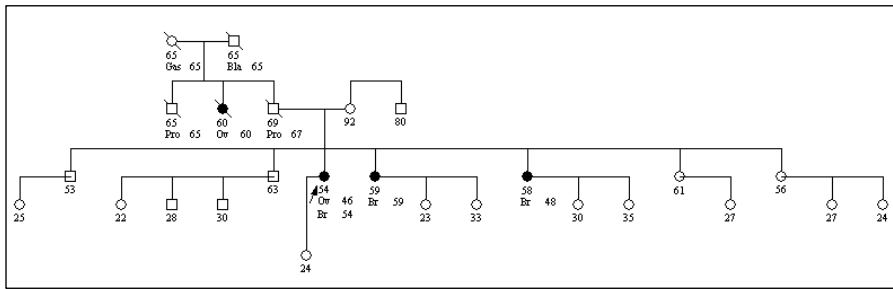 65 65
Gas 65 Bla 65
65 60 69 92 80
Pro 65 Ov 60 Pro 67
53 63 54 59 58 61 56
Ov 46 Br 59 Br 48
Br 54
25 22 28 30 23 33 30 35 27 27 24
24